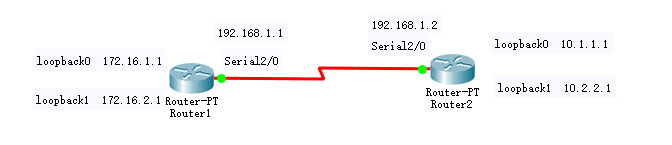 192.168.1.1
Serial2/0
192.168.1.2
Serial2/0
loopback0 172.16.1.1
loopback1 172.16.2.1
Router-PT
Router1
loopback0 10.1.1.1
loopback1 10.2.2.1
Router-PT
Router2